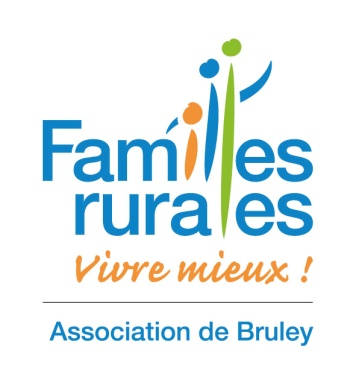 Familles
rurales
Vivre mieux !
Association de Bruley